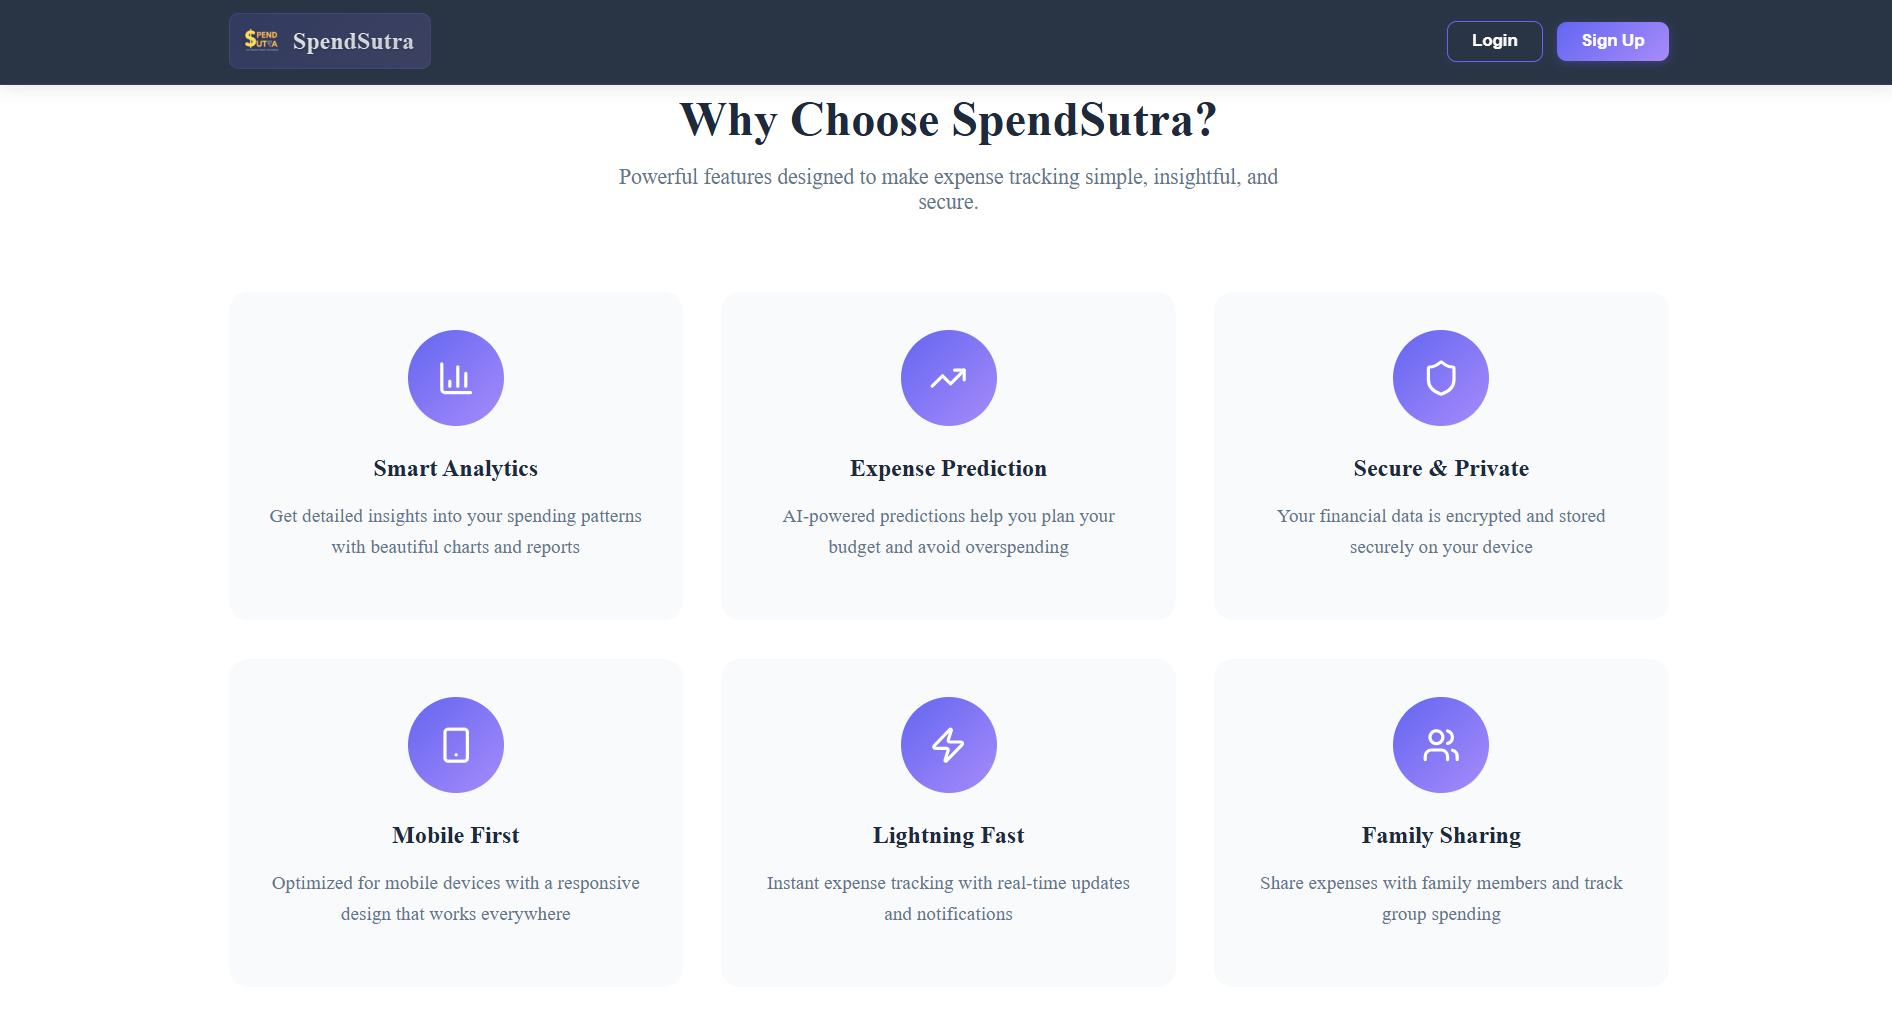 $PEND
SUTRA
SpendSutra
Login
Sign Up
Why Choose SpendSutra?
Powerful features designed to make expense tracking simple, insightful, and
secure.
Smart Analytics
Get detailed insights into your spending patterns
with beautiful charts and reports
Expense Prediction
AI-powered predictions help you plan your
budget and avoid overspending
Secure & Private
Your financial data is encrypted and stored
securely on your device
Mobile First
Optimized for mobile devices with a responsive
design that works everywhere
Lightning Fast
Instant expense tracking with real-time updates
and notifications
Family Sharing
Share expenses with family members and track
group spending